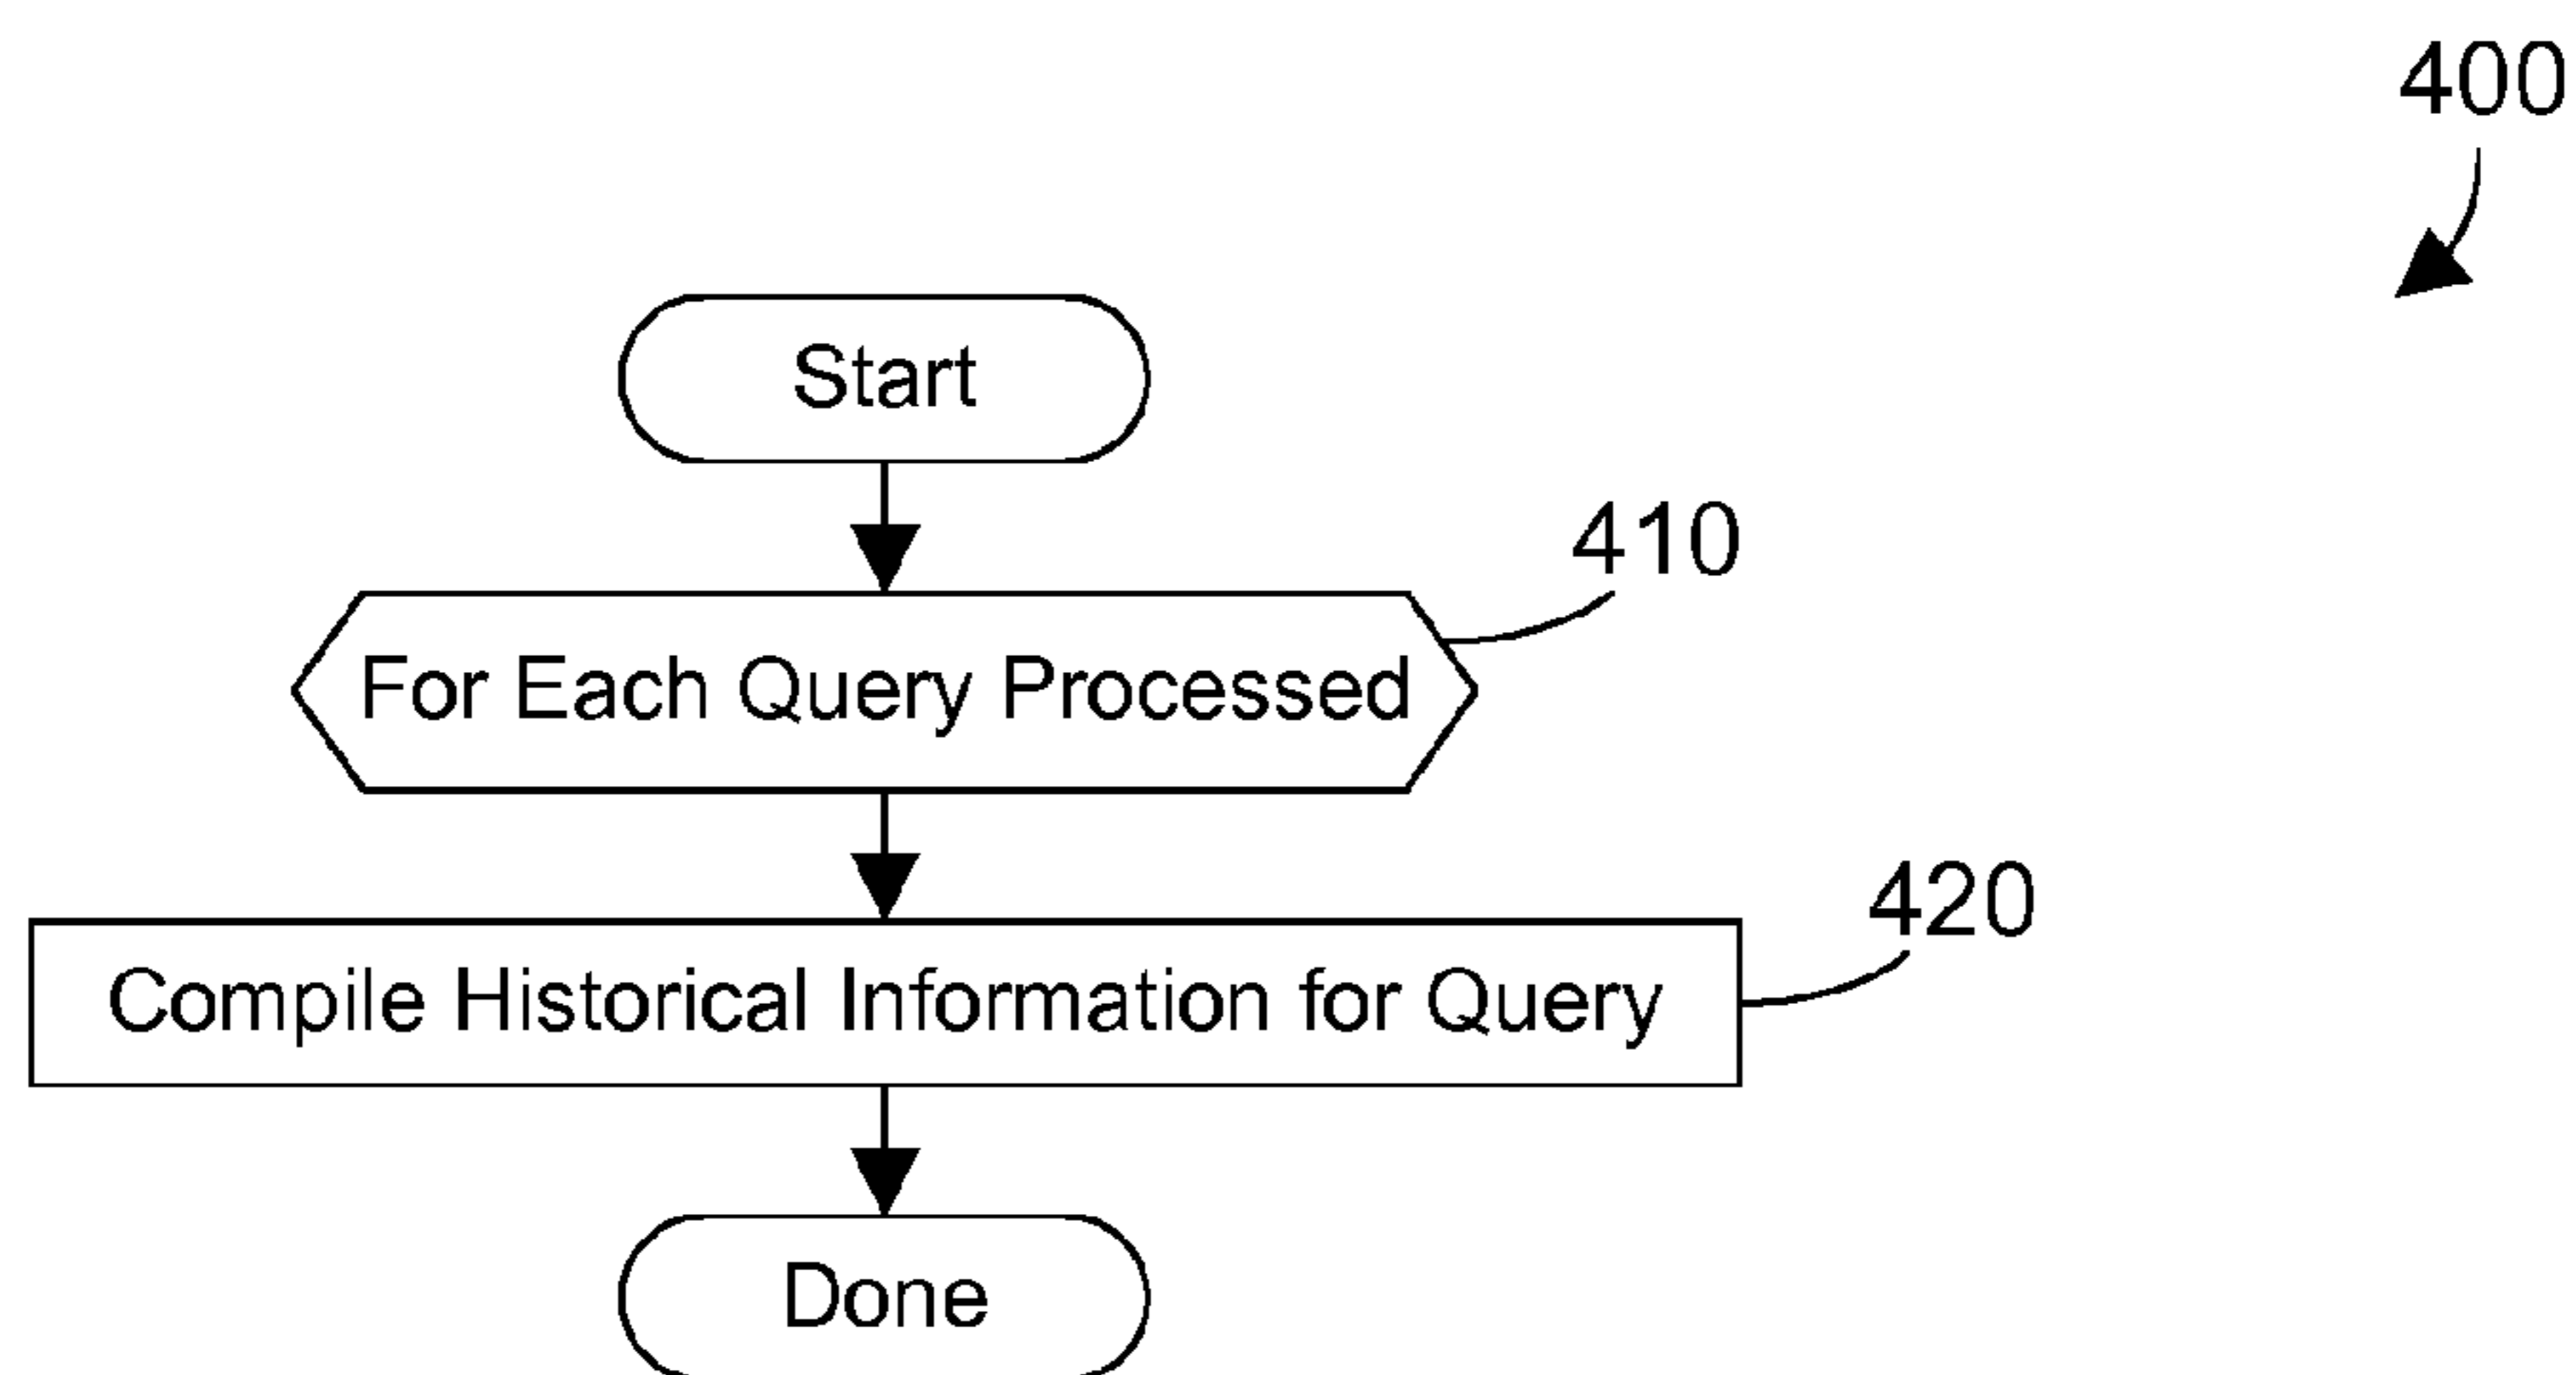 400
Start
410
For Each Query Processed
420
Compile Historical Information for Query
Done